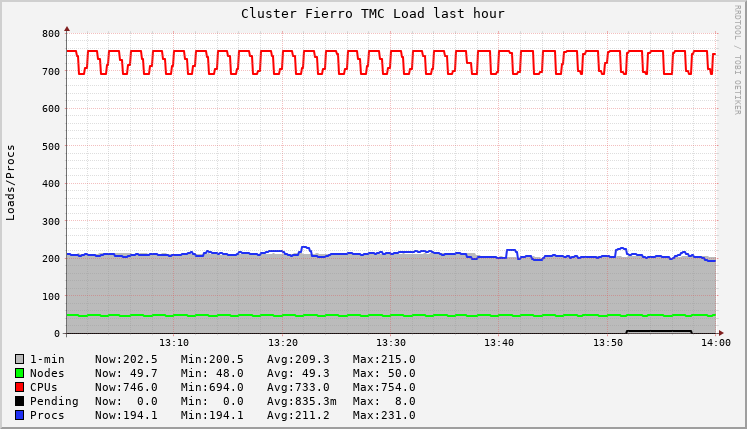 Cluster Fierro TMC Load last hour
RRDTOOL / TOBI OETIKER
Loads/Procs
800
700
600
500
400
300
200
100
0
13:10 13:20 13:30 13:40 13:50 14:00
1-min Now:202.5 Min:200.5 Avg:209.3 Max:215.0
Nodes Now: 49.7 Min: 48.0 Avg: 49.3 Max: 50.0
CPUs Now:746.0 Min:694.0 Avg:733.0 Max:754.0
Pending Now: 0.0 Min: 0.0 Avg:835.3m Max: 8.0
Procs Now:194.1 Min:194.1 Avg:211.2 Max:231.0